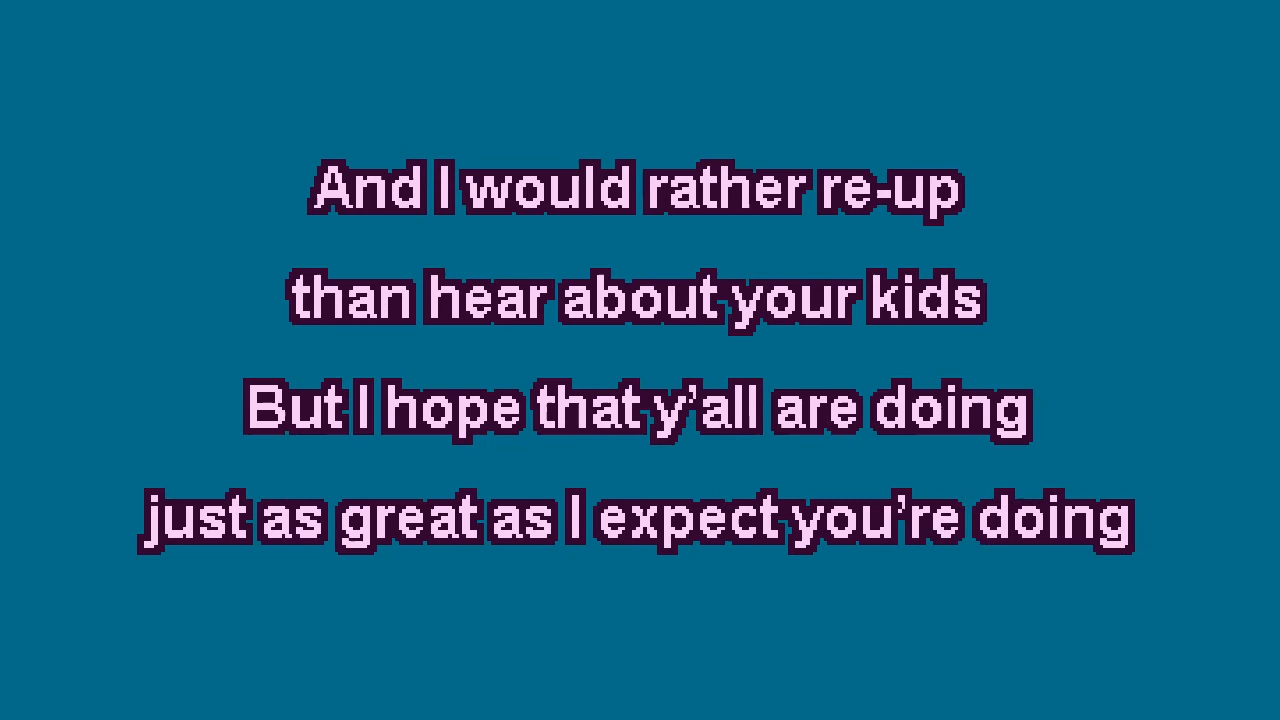 And I would rather re-up
than hear about your kids
But I hope that y’all are doing
just as great as I expect you’re doing